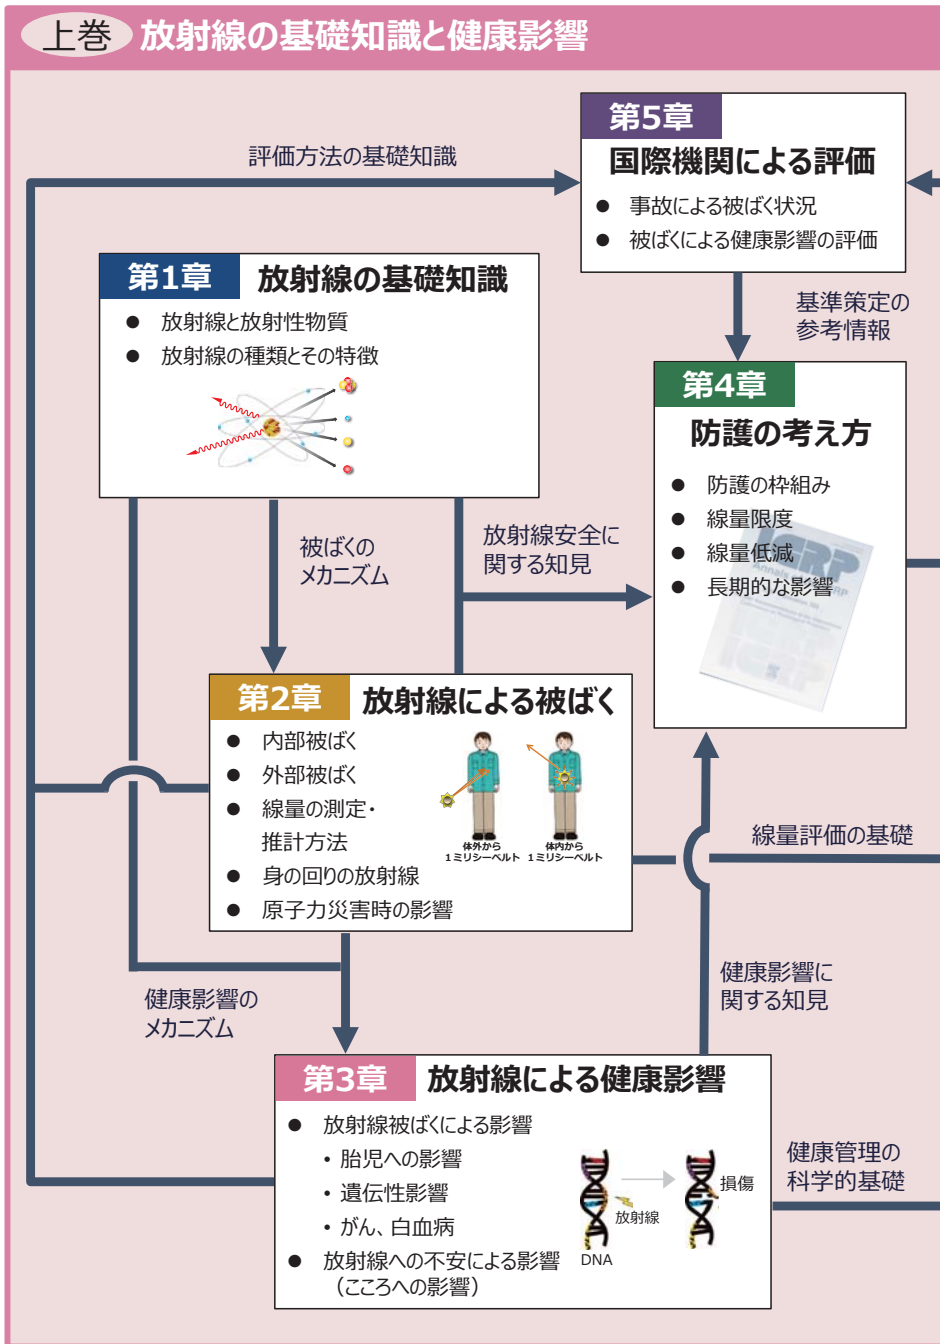 上巻 放射線の基礎知識と健康影響
第5章
国際機関による評価
● 事故による被ばく状況
● 被ばくによる健康影響の評価
評価方法の基礎知識
第1章 放射線の基礎知識
● 放射線と放射性物質
● 放射線の種類とその特徴
基準策定の
参考情報
第4章
防護の考え方
● 防護の枠組み
● 線量限度
● 線量低減
● 長期的な影響
ICRP
被ばくの
メカニズム
放射線安全に
関する知見
第2章 放射線による被ばく
● 内部被ばく
● 外部被ばく
● 線量の測定・
推計方法
● 身の回りの放射線
● 原子力災害時の影響
体外から
1ミリシーベルト
体内から
1ミリシーベルト
線量評価の基礎
健康影響の
メカニズム
健康影響に
関する知見
第3章 放射線による健康影響
● 放射線被ばくによる影響
・胎児への影響
・遺伝性影響
・がん、白血病
● 放射線への不安による影響
（こころへの影響）
放射線
損傷
DNA
健康管理の
科学的基礎